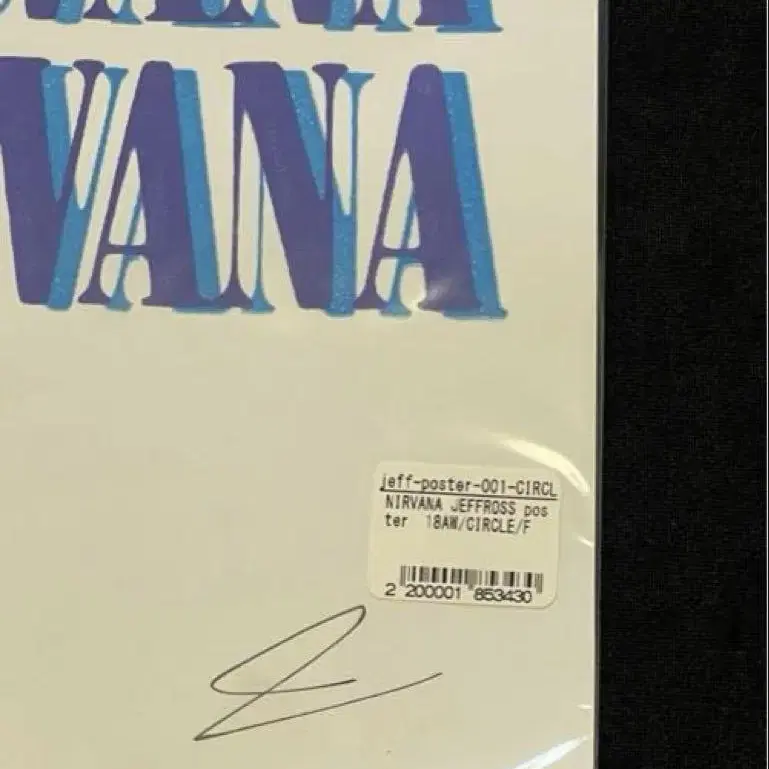 VANA
jeff-poster-001-CIRCL
NIRVANA JEFFROSS pos
ter 18AW/CIRCLE/F
2 200001 853430